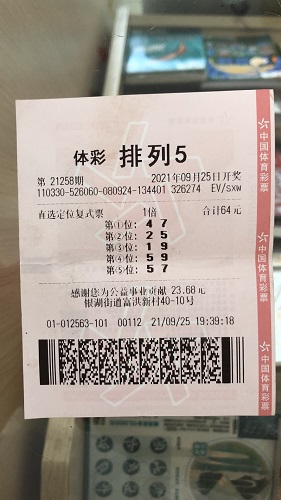 体彩 排列5
第 21258期 2021年09月25日开奖
110330-526060-080924-134401 326274 EV/sxw
直选定位复式票 1倍 合计64元
第①位: 4 7
第②位: 2 5
第③位: 1 9
第④位: 5 9
第⑤位: 5 7
感谢您为公益事业贡献 23.68元
银湖街道富洪新村40-10号
01-012563-101 00112 21/09/25 19:39:18
中国体育彩票
中国体育彩票
中国体育彩票